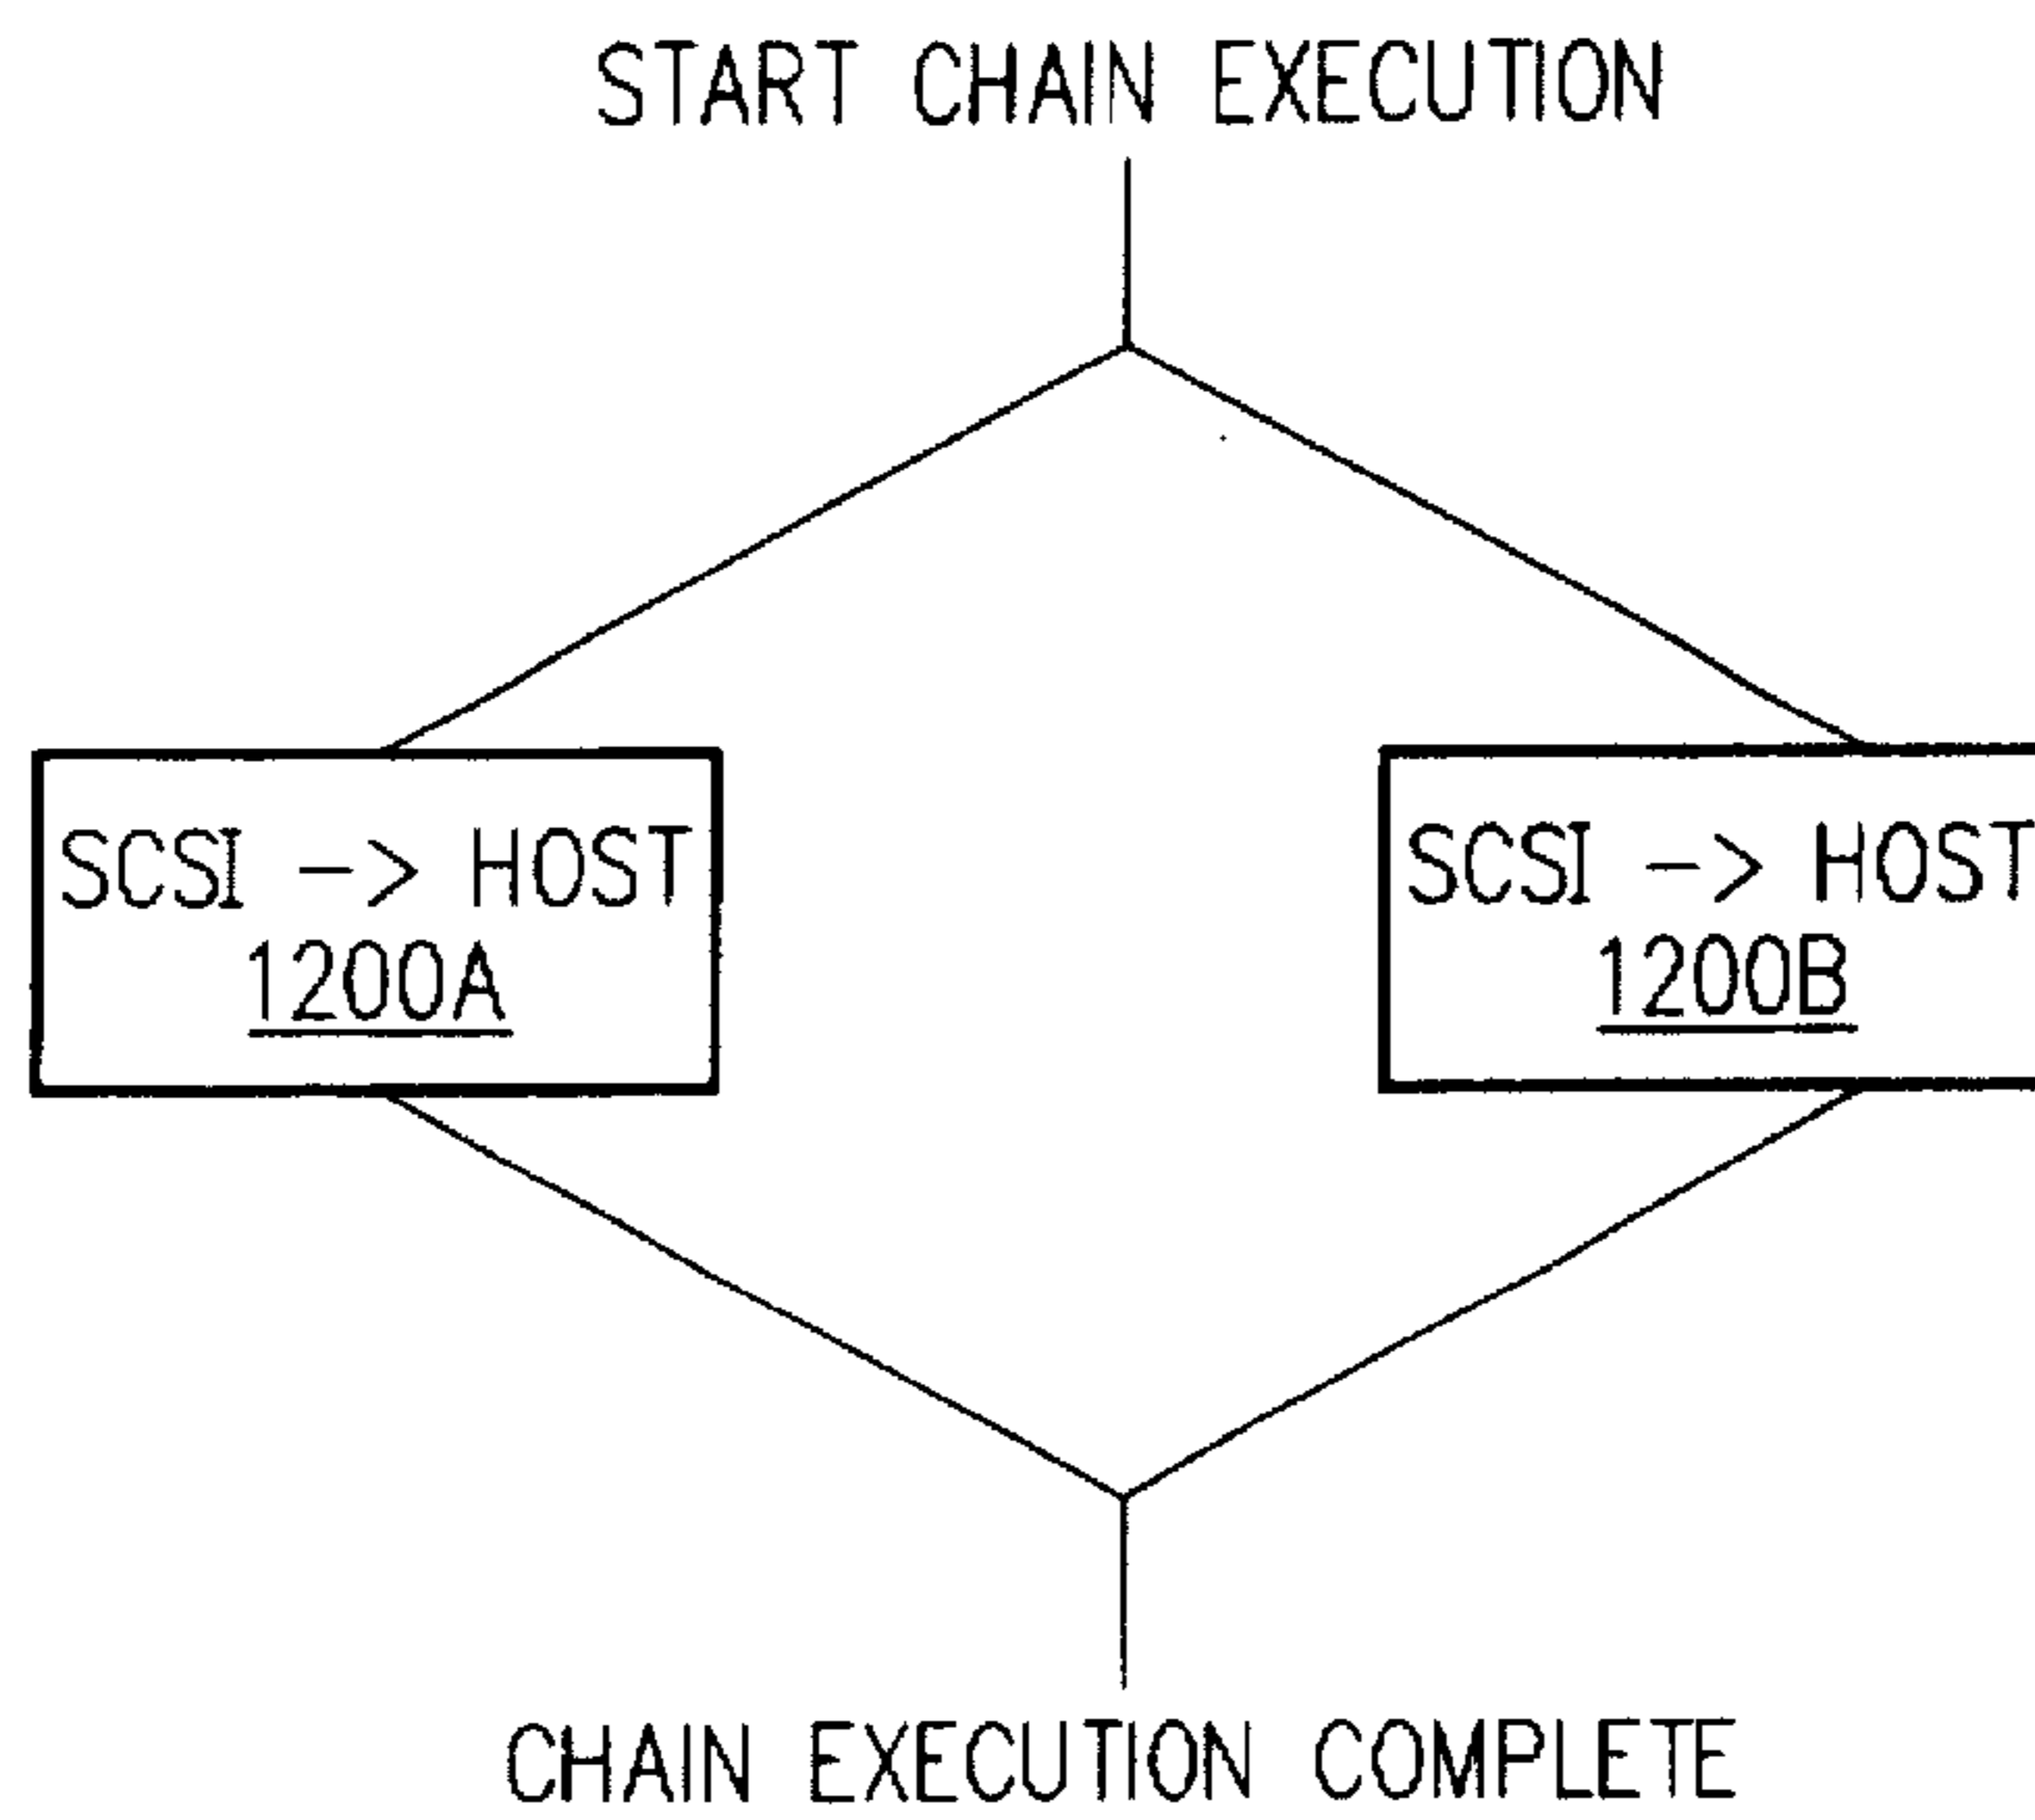 START CHAIN EXECUTION
SCSI -> HOST
1200A
SCSI -> HOST
1200B
CHAIN EXECUTION COMPLETE